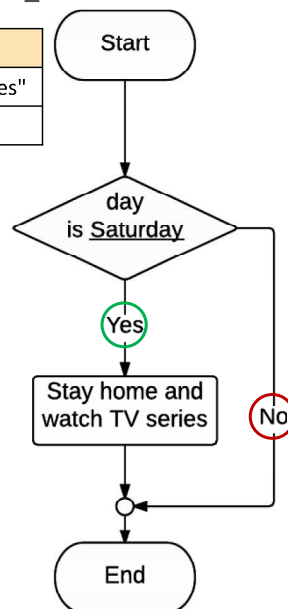 Start
es"
day
is Saturday
Yes
Stay home and
watch TV series
No
End